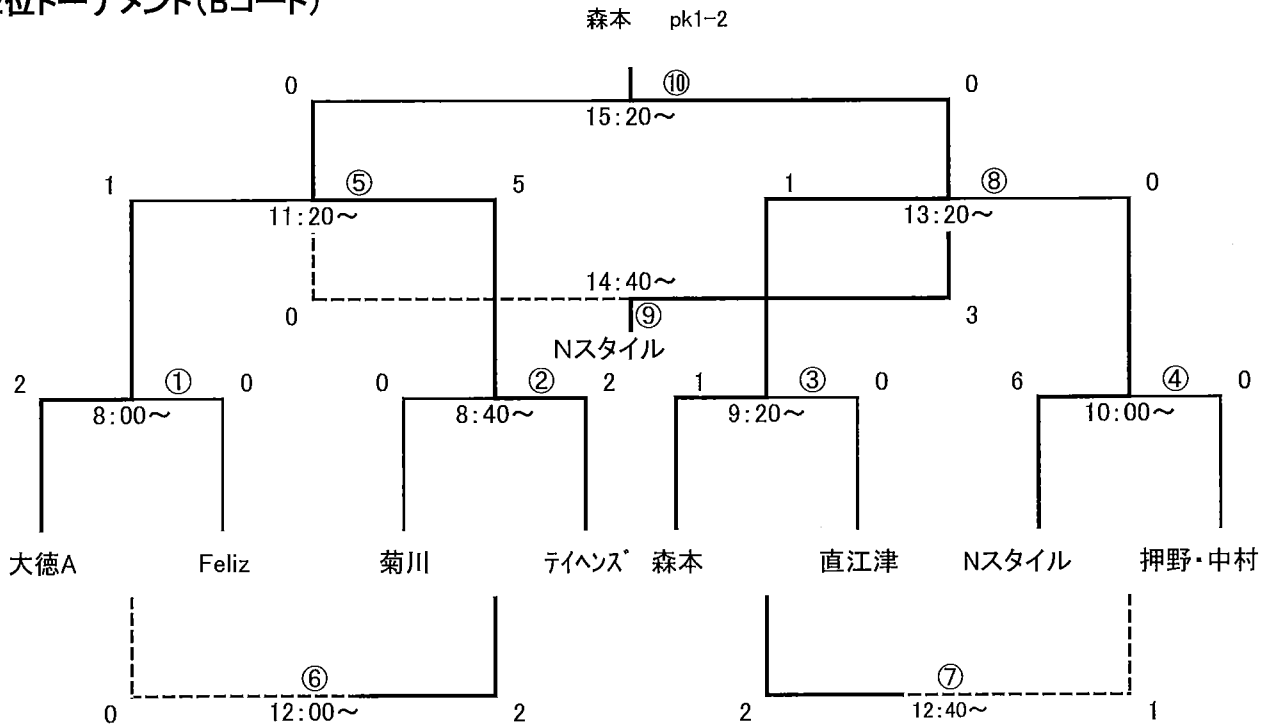 位トーナメント(Bコート)
森本 pk1-2
0 ⑩ 0
15:20～
1 ⑤ 5 1 ⑧ 0
11:20～ 13:20～
14:40～
0 ⑨ 3
Nスタイル
2 ① 0 0 ② 2 1 ③ 0 6 ④ 0
8:00～ 8:40～ 9:20～ 10:00～
大徳A Feliz 菊川 テイヘンズ 森本 直江津 Nスタイル 押野・中村
⑥ ⑦
0 12:00～ 2 2 12:40～ 1